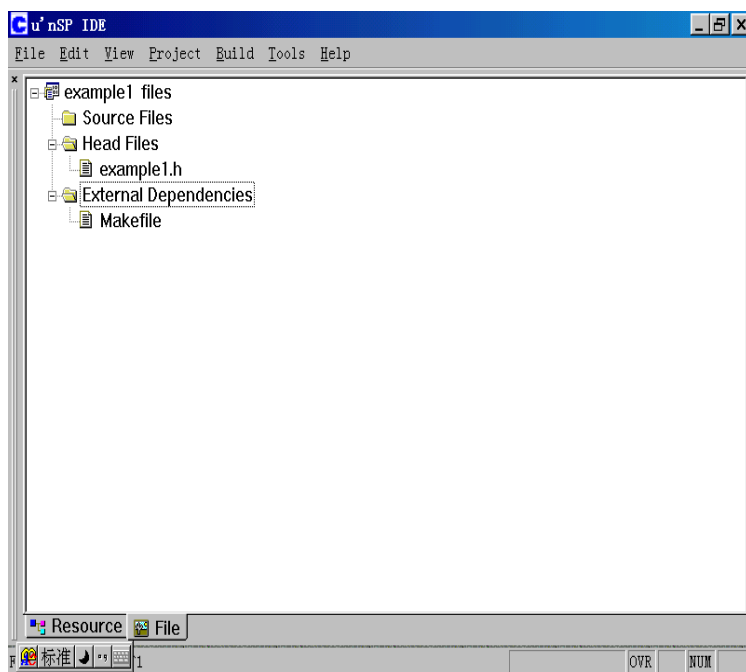 u'nSP IDE
File Edit View Project Build Tools Help
example1 files
Source Files
Head Files
example1.h
External Dependencies
Makefile
Resource File
标准
OVR NUM